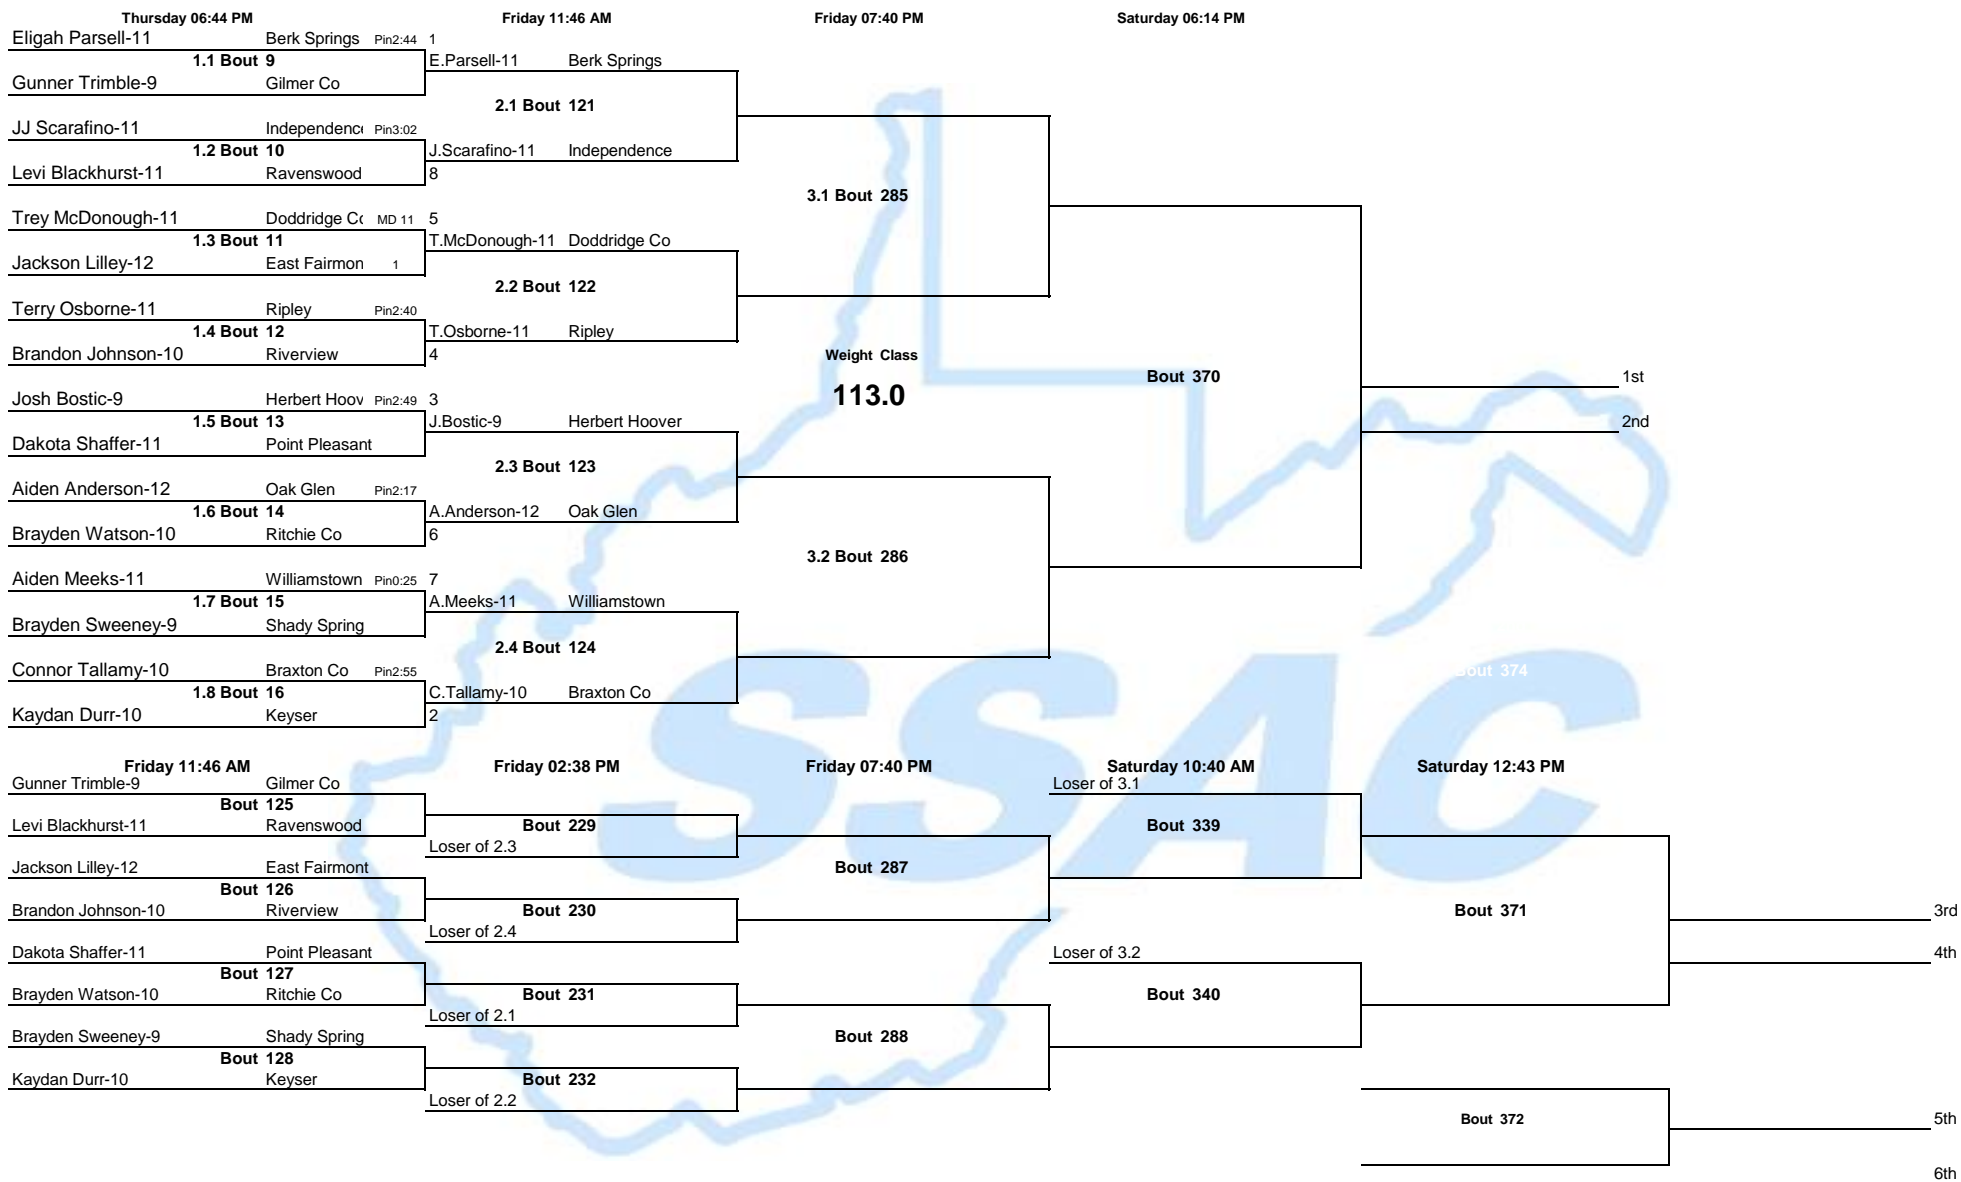 Thursday 06:44 PM Friday 11:46 AM Friday 07:40 PM Saturday 06:14 PM
Eligah Parsell-11 Berk Springs Pin2:44 1
1.1 Bout 9 E.Parsell-11 Berk Springs
Gunner Trimble-9 Gilmer Co
2.1 Bout 121
JJ Scarafino-11 Independence Pin3:02
1.2 Bout 10 J.Scarafino-11 Independence
Levi Blackhurst-11 Ravenswood 8
3.1 Bout 285
Trey McDonough-11 Doddridge Co MD 11 5
1.3 Bout 11 T.McDonough-11 Doddridge Co
Jackson Lilley-12 East Fairmon 1
2.2 Bout 122
Terry Osborne-11 Ripley Pin2:40
1.4 Bout 12 T.Osborne-11 Ripley
Brandon Johnson-10 Riverview 4
Weight Class
113.0
Bout 370 1st
2nd
Josh Bostic-9 Herbert Hoov Pin2:49 3
1.5 Bout 13 J.Bostic-9 Herbert Hoover
Dakota Shaffer-11 Point Pleasant
2.3 Bout 123
Aiden Anderson-12 Oak Glen Pin2:17
1.6 Bout 14 A.Anderson-12 Oak Glen
Brayden Watson-10 Ritchie Co 6
3.2 Bout 286
Aiden Meeks-11 Williamstown Pin0:25 7
1.7 Bout 15 A.Meeks-11 Williamstown
Brayden Sweeney-9 Shady Spring
2.4 Bout 124
Connor Tallamy-10 Braxton Co Pin2:55
1.8 Bout 16 C.Tallamy-10 Braxton Co
Kaydan Durr-10 Keyser 2
Bout 374
SSAC
Friday 11:46 AM Friday 02:38 PM Friday 07:40 PM Saturday 10:40 AM Saturday 12:43 PM
Gunner Trimble-9 Gilmer Co Loser of 3.1
Bout 125
Levi Blackhurst-11 Ravenswood Bout 229 Bout 339
Loser of 2.3
Jackson Lilley-12 East Fairmont Bout 287
Bout 126
Brandon Johnson-10 Riverview Bout 230 Bout 371 3rd
Loser of 2.4
Dakota Shaffer-11 Point Pleasant Loser of 3.2 4th
Bout 127
Brayden Watson-10 Ritchie Co Bout 231 Bout 340
Loser of 2.1
Brayden Sweeney-9 Shady Spring Bout 288
Bout 128
Kaydan Durr-10 Keyser Bout 232
Loser of 2.2
Bout 372 5th
6th